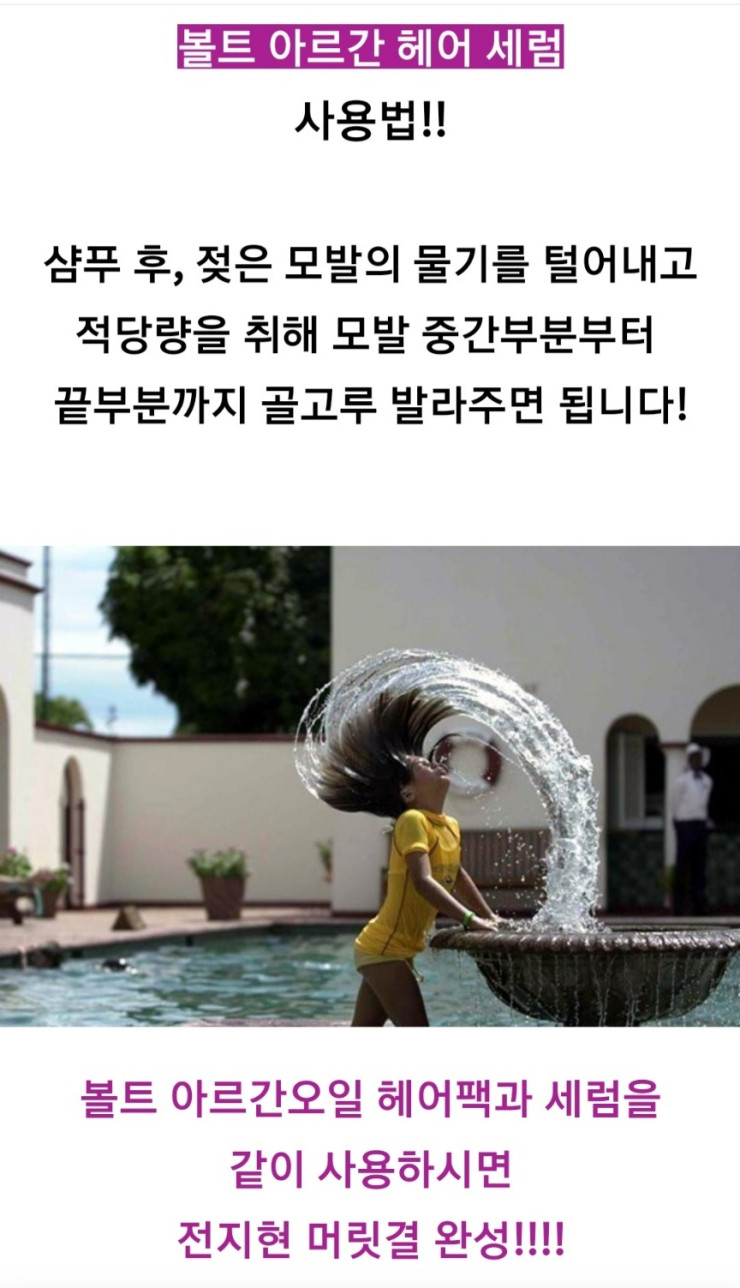 볼트 아르간 헤어 세럼
사용법!!
샴푸 후, 젖은 모발의 물기를 털어내고
적당량을 취해 모발 중간부분부터
끝부분까지 골고루 발라주면 됩니다!
볼트 아르간오일 헤어팩과 세럼을
같이 사용하시면
전지현 머릿결 완성!!!!